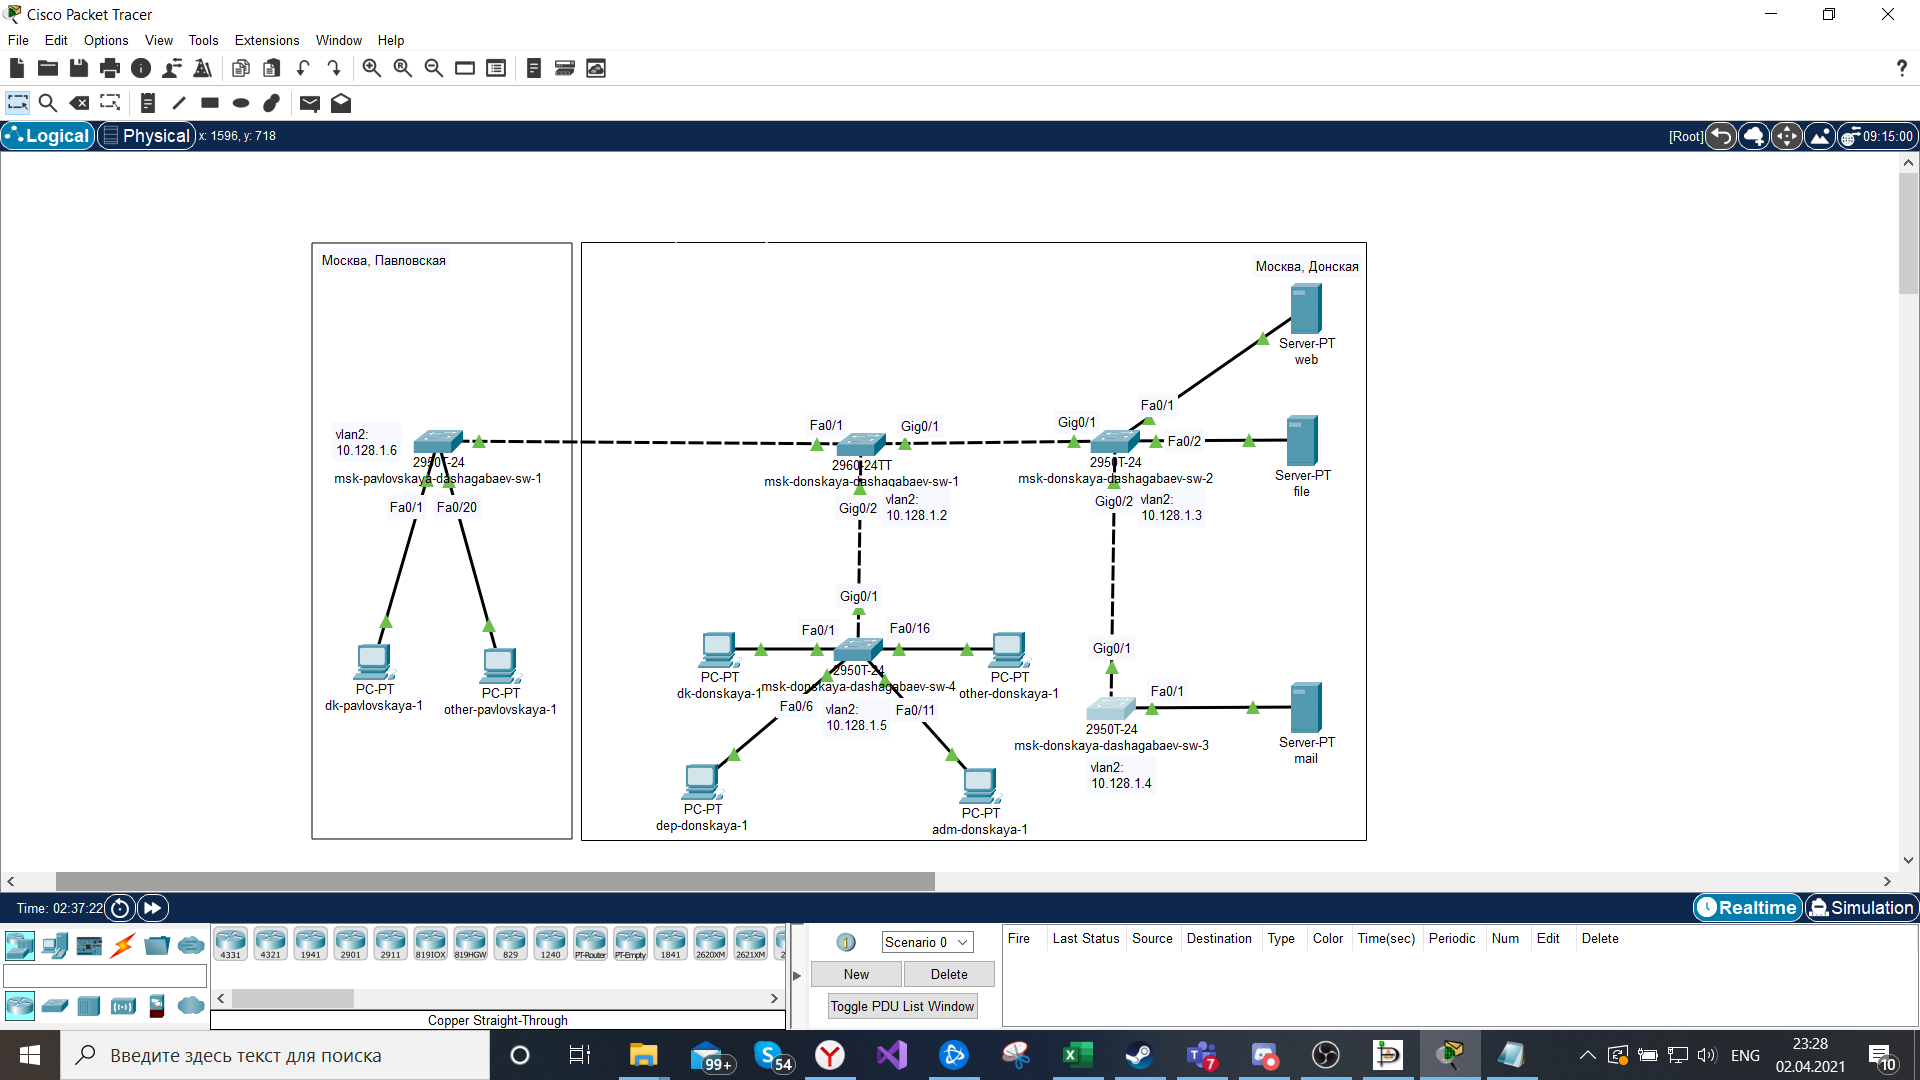 Cisco Packet Tracer
File Edit Options View Tools Extensions Window Help
Logical Physical x: 1596, y: 718 [Root] 09:15:00
Москва, Павловская
Москва, Донская
Server-PT
web
Fa0/1
Fa0/1
Gig0/1
Gig0/1
vlan2:
10.128.1.6
Fa0/2
2950T-24
msk-pavlovskaya-dashagabaev-sw-1
2960-24TT
msk-donskaya-dashagabaev-sw-1
2950T-24
msk-donskaya-dashagabaev-sw-2
Server-PT
file
Fa0/1
Fa0/20
Gig0/2
vlan2:
10.128.1.2
Gig0/2
vlan2:
10.128.1.3
Gig0/1
Fa0/1
Fa0/16
Gig0/1
2950T-24
msk-donskaya-dashagabaev-sw-4
PC-PT
dk-pavlovskaya-1
PC-PT
other-pavlovskaya-1
PC-PT
dk-donskaya-1
PC-PT
other-donskaya-1
Fa0/1
Fa0/6
vlan2:
10.128.1.5
Fa0/11
2950T-24
msk-donskaya-dashagabaev-sw-3
Server-PT
mail
vlan2:
10.128.1.4
PC-PT
dep-donskaya-1
PC-PT
adm-donskaya-1
Time: 02:37:22
Realtime Simulation
4331 4321 1941 2901 2911 819IOX 819HGW 829 1240 PT-Router PT-Empty 1841 2620XM 2621XM 2
Copper Straight-Through
Scenario 0
New Delete
Toggle PDU List Window
Fire Last Status Source Destination Type Color Time(sec) Periodic Num Edit Delete
Введите здесь текст для поиска
99+
54
7
ENG
23:28
02.04.2021
10